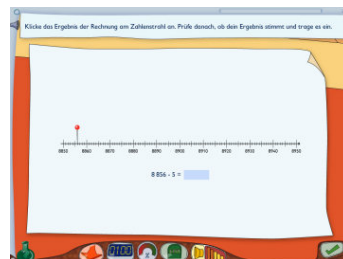 Klicke das Ergebnis der Rechnung am Zahlenstrahl an. Prüfe danach, ob dein Ergebnis stimmt und trage es ein.
8850 8860 8870 8880 8890 8900 8910 8920 8930 8940 8950
8 856 - 5 =
0100